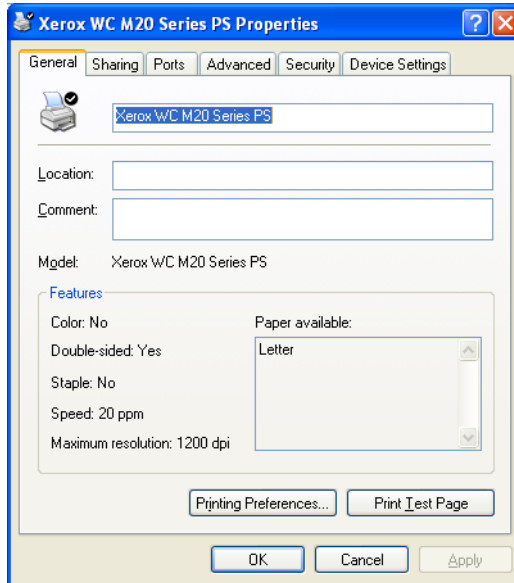 Xerox WC M20 Series PS Properties
?
General Sharing Ports Advanced Security Device Settings
Xerox WC M20 Series PS
Location:
Comment:
Model: Xerox WC M20 Series PS
Features
Color: No Paper available:
Double-sided: Yes Letter
Staple: No
Speed: 20 ppm
Maximum resolution: 1200 dpi
Printing Preferences... Print Test Page
OK Cancel Apply